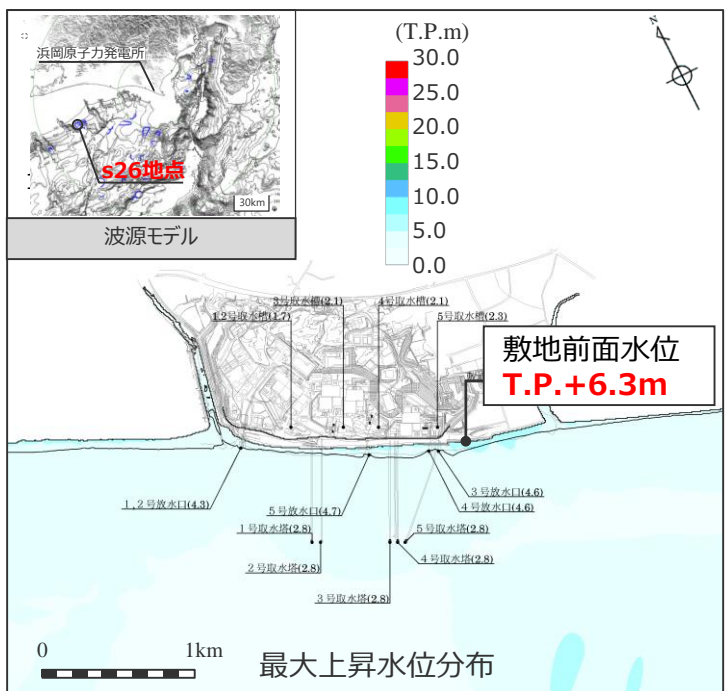 浜岡原子力発電所
s26地点
30km
波源モデル
(T.P.m)
30.0
25.0
20.0
15.0
10.0
5.0
0.0
N
3号取水槽(2.1)
4号取水槽(2.1)
1,2号取水槽(1.7)
5号取水槽(2.3)
敷地前面水位
T.P.+6.3m
1,2号放水口(4.3)
5号放水口(4.7)
3号放水口(4.6)
4号放水口(4.6)
1号取水塔(2.8)
5号取水塔(2.8)
2号取水塔(2.8)
4号取水塔(2.8)
3号取水塔(2.8)
0 1km
最大上昇水位分布